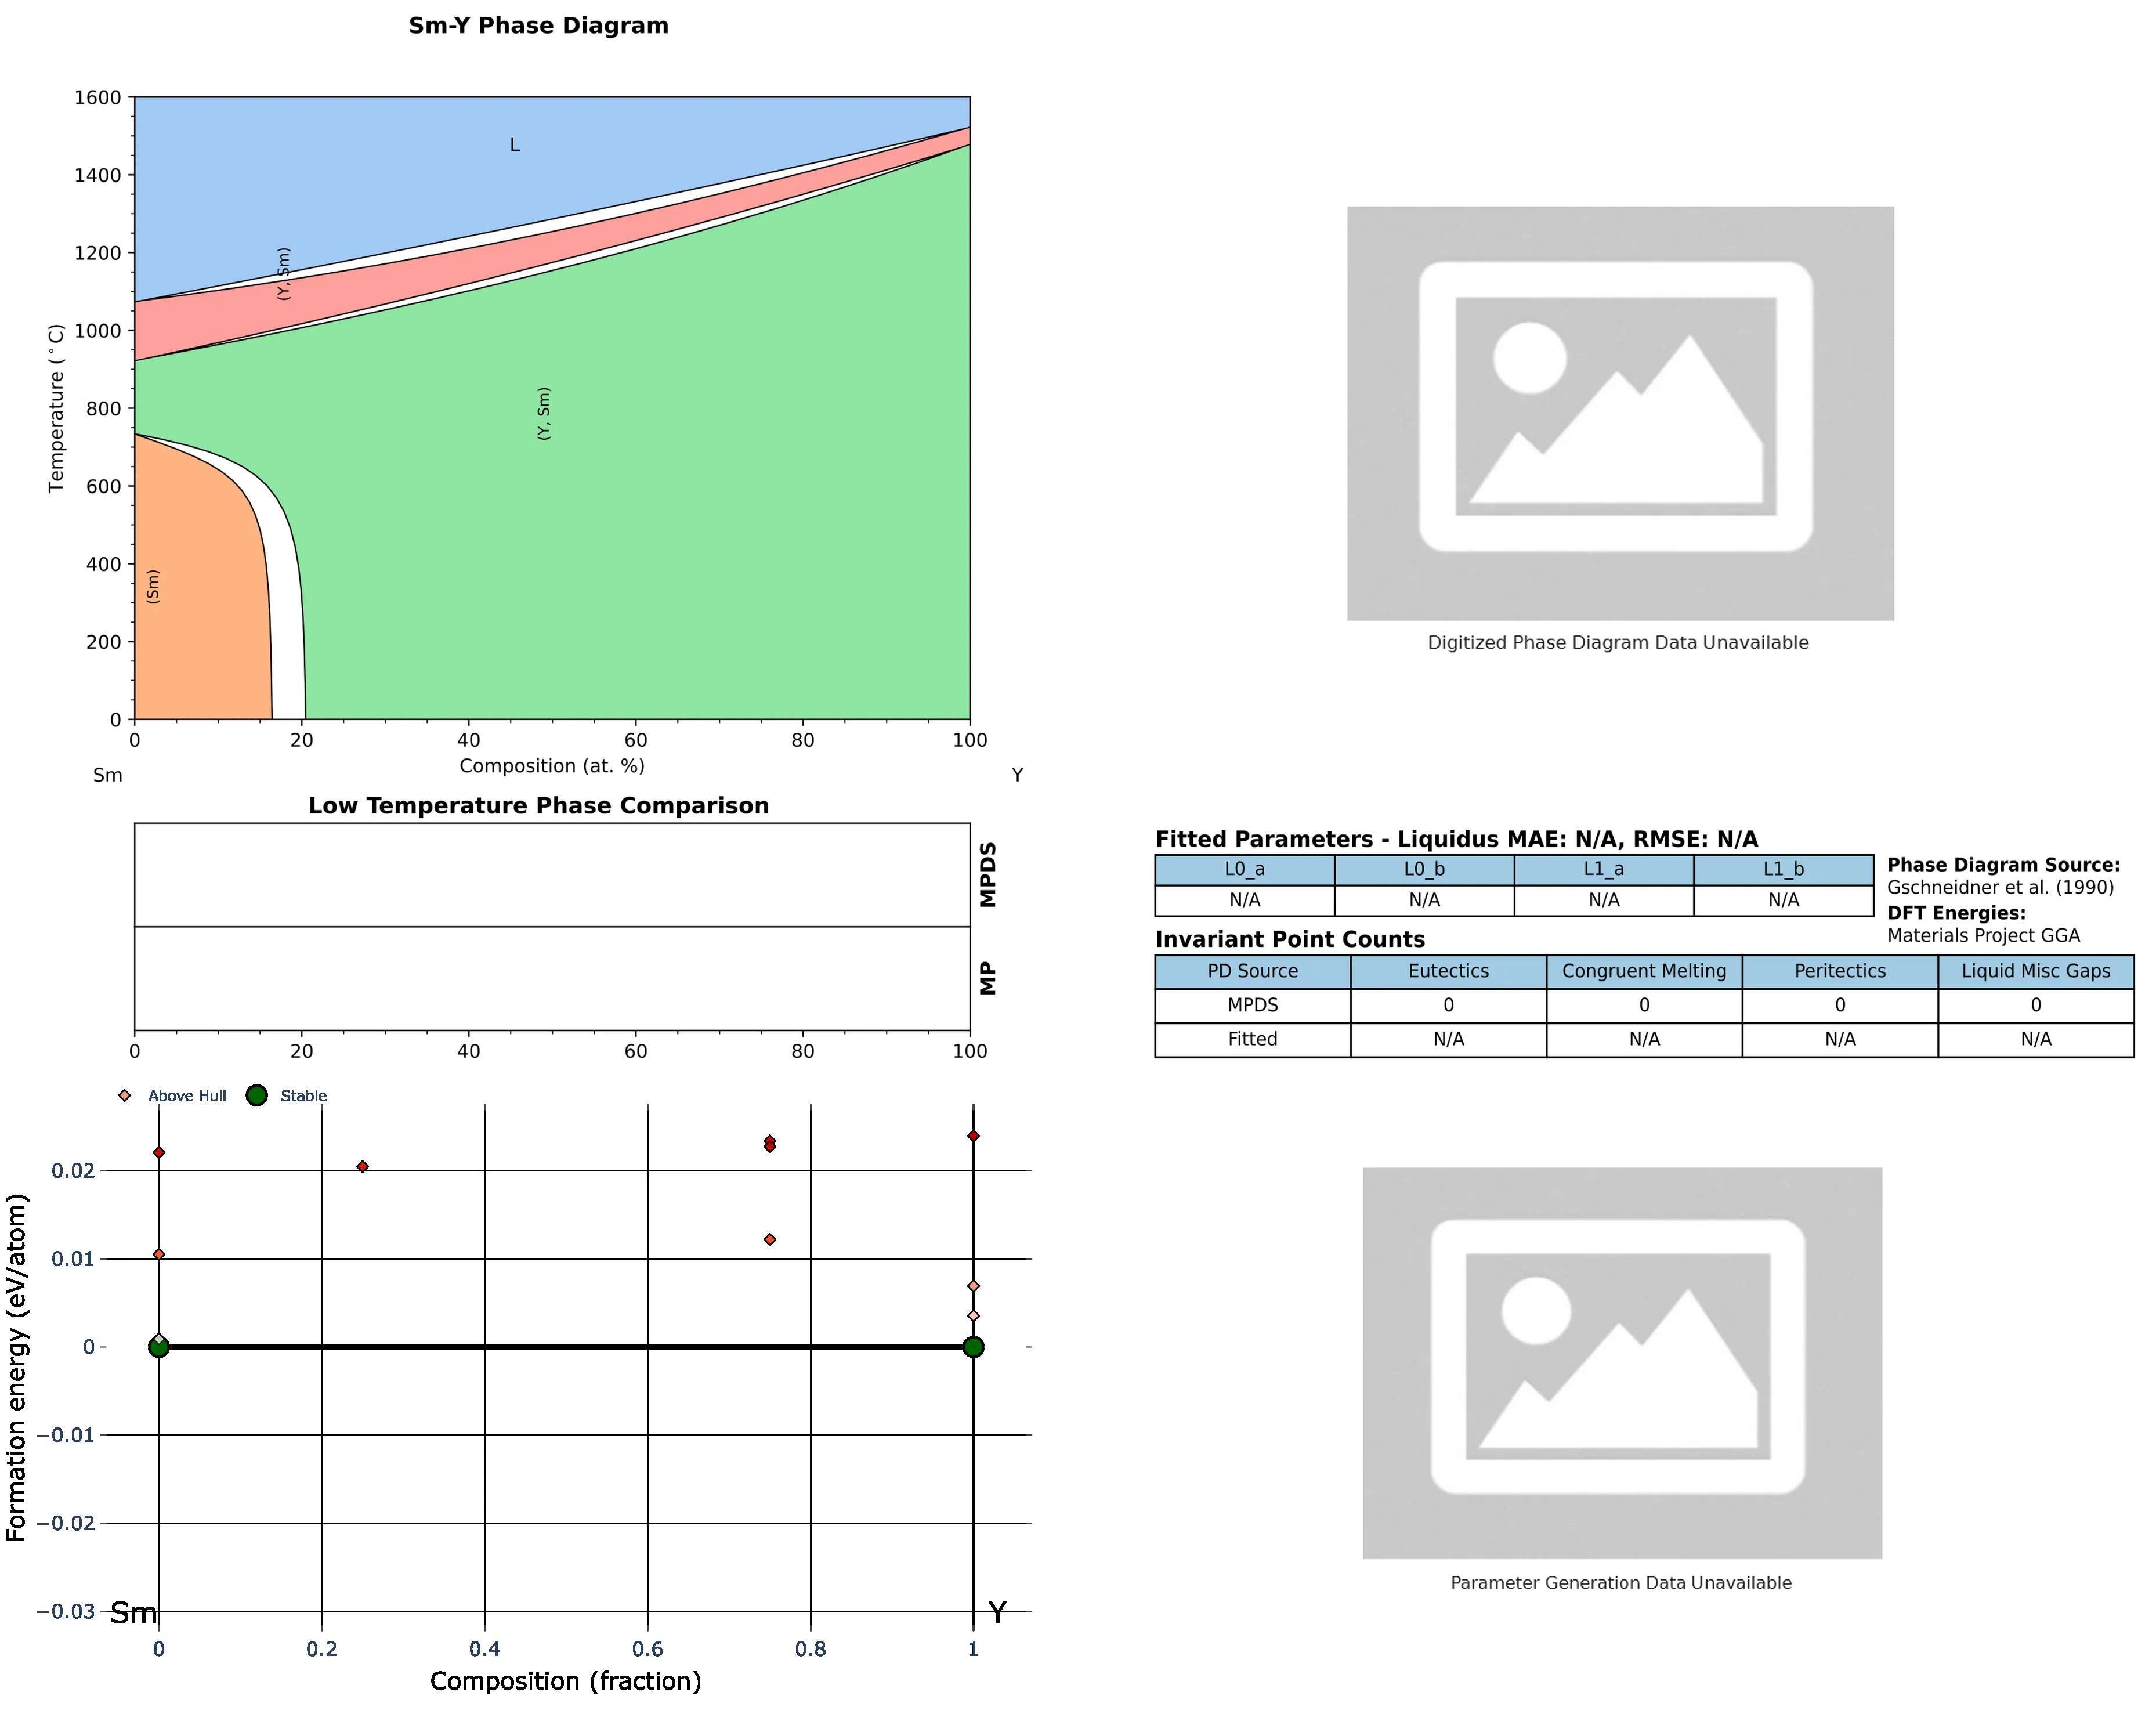 Sm-Y Phase Diagram
1600
1400
1200
1000
800
600
400
200
0
Temperature (°C)
L
(Y, Sm)
(Y, Sm)
(Sm)
0 20 40 60 80 100
Composition (at. %)
Sm Y
Digitized Phase Diagram Data Unavailable
Low Temperature Phase Comparison
MPDS
MP
0 20 40 60 80 100
Fitted Parameters - Liquidus MAE: N/A, RMSE: N/A
L0_a L0_b L1_a L1_b
N/A N/A N/A N/A
Phase Diagram Source:
Gschneidner et al. (1990)
DFT Energies:
Materials Project GGA
Invariant Point Counts
PD Source Eutectics Congruent Melting Peritectics Liquid Misc Gaps
MPDS 0 0 0 0
Fitted N/A N/A N/A N/A
Above Hull Stable
0.02
0.01
0
−0.01
−0.02
−0.03
Formation energy (eV/atom)
Sm Y
0 0.2 0.4 0.6 0.8 1
Composition (fraction)
Parameter Generation Data Unavailable